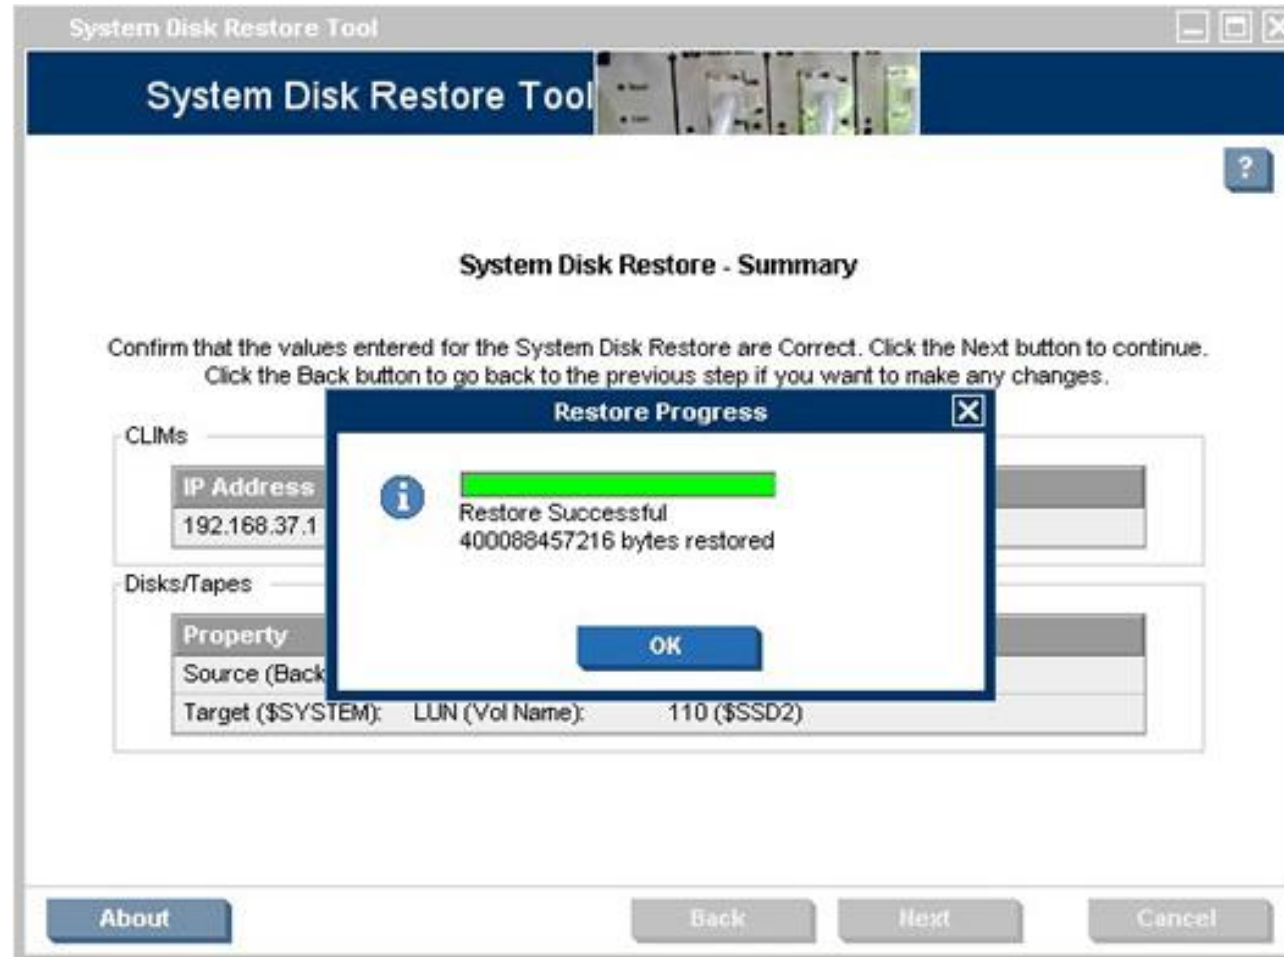 System Disk Restore Tool
System Disk Restore Tool
?
System Disk Restore - Summary
Confirm that the values entered for the System Disk Restore are Correct. Click the Next button to continue.
Click the Back button to go back to the previous step if you want to make any changes.
Restore Progress
CLIMs
IP Address
192.168.37.1
Restore Successful
400088457216 bytes restored
OK
Disks/Tapes
Property
Source (Back
Target ($SYSTEM): LUN (Vol Name): 110 ($SSD2)
About
Back
Next
Cancel